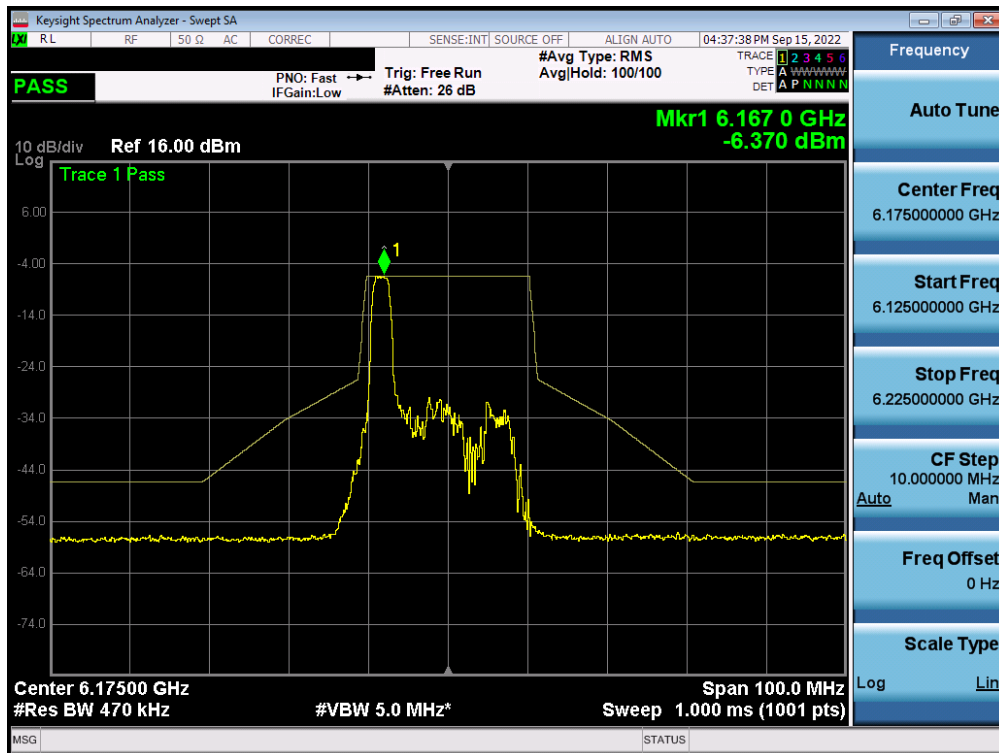 Keysight Spectrum Analyzer - Swept SA
LXI RL RF 50 Ω AC CORREC SENSE:INT SOURCE OFF ALIGN AUTO 04:37:38 PM Sep 15, 2022
PASS
PNO: Fast
IFGain:Low
Trig: Free Run
#Atten: 26 dB
#Avg Type: RMS
Avg|Hold: 100/100
TRACE 1 2 3 4 5 6
TYPE A WWWWW
DET A P N N N N
Mkr1 6.167 0 GHz
-6.370 dBm
10 dB/div Ref 16.00 dBm
Log
Trace 1 Pass
1
6.00
-4.00
-14.0
-24.0
-34.0
-44.0
-54.0
-64.0
-74.0
Center 6.17500 GHz Span 100.0 MHz
#Res BW 470 kHz #VBW 5.0 MHz* Sweep 1.000 ms (1001 pts)
MSG STATUS
Frequency
Auto Tune
Center Freq
6.175000000 GHz
Start Freq
6.125000000 GHz
Stop Freq
6.225000000 GHz
CF Step
10.000000 MHz
Auto Man
Freq Offset
0 Hz
Scale Type
Log Lin